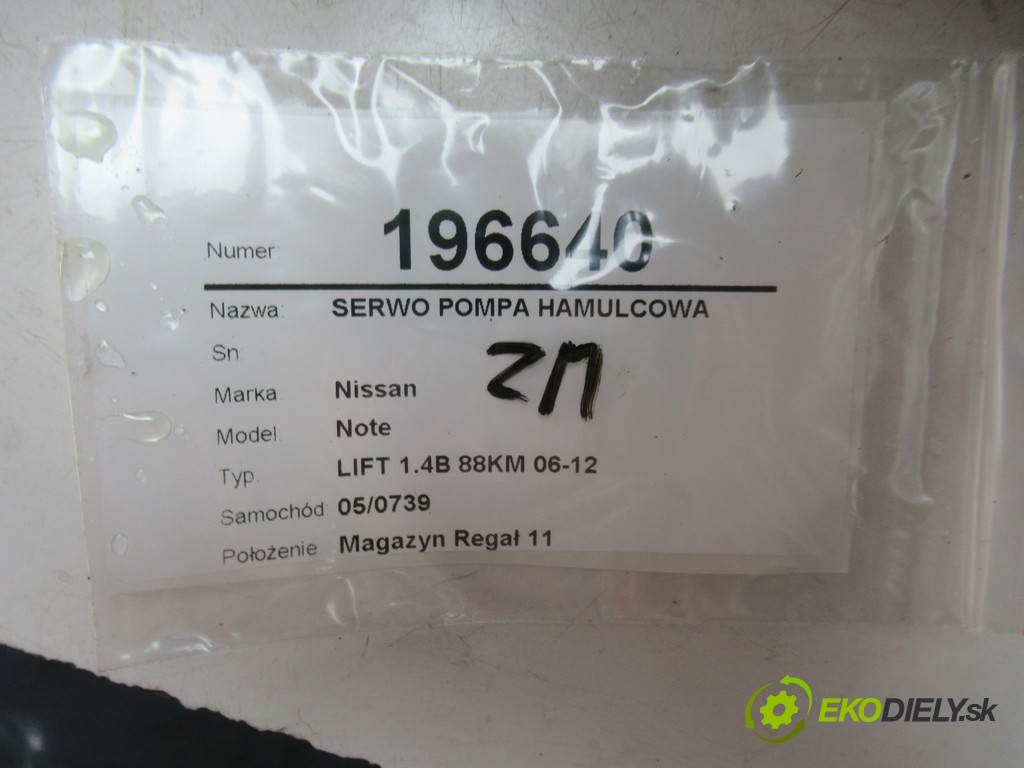 Numer: 196640
Nazwa: SERWO POMPA HAMULCOWA
Sn
Marka Nissan
Model. Note
Typ. LIFT 1.4B 88KM 06-12
Samochód: 05/0739
Położenie Magazyn Regał 11
EKODIELY.sk